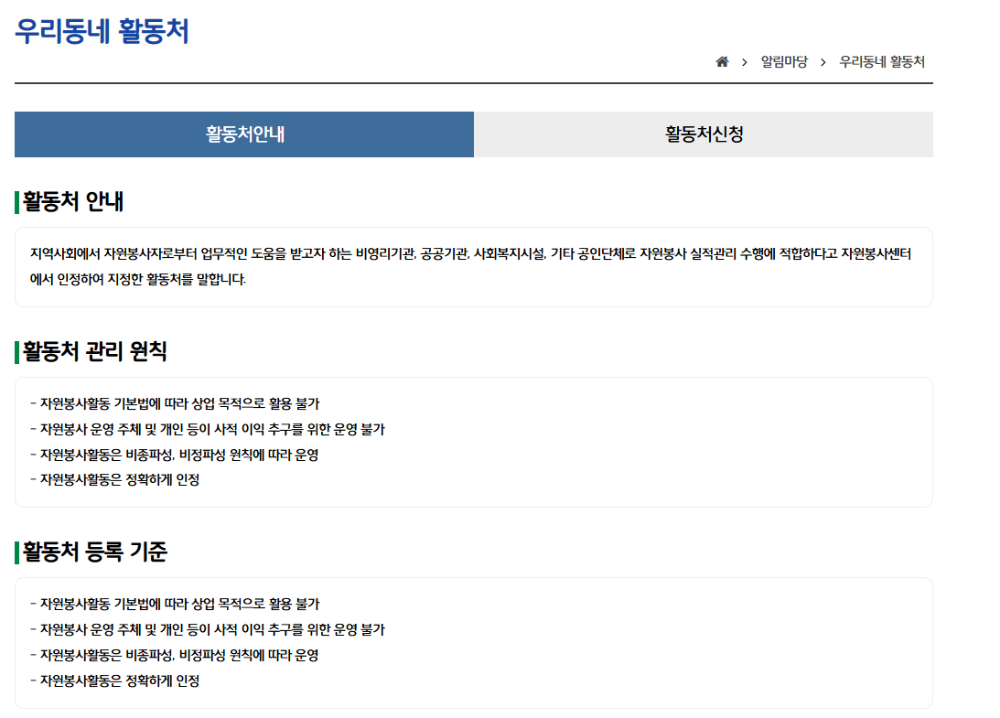 우리동네 활동처
알림마당 > 우리동네 활동처
활동처안내
활동처신청
활동처 안내
지역사회에서 자원봉사자로부터 업무적인 도움을 받고자 하는 비영리기관, 공공기관, 사회복지시설, 기타 공인단체로 자원봉사 실적관리 수행에 적합하다고 자원봉사센터
에서 인정하여 지정한 활동처를 말합니다.
활동처 관리 원칙
- 자원봉사활동 기본법에 따라 상업 목적으로 활용 불가
- 자원봉사 운영 주체 및 개인 등이 사적 이익 추구를 위한 운영 불가
- 자원봉사활동은 비종파성, 비정파성 원칙에 따라 운영
- 자원봉사활동은 정확하게 인정
활동처 등록 기준
- 자원봉사활동 기본법에 따라 상업 목적으로 활용 불가
- 자원봉사 운영 주체 및 개인 등이 사적 이익 추구를 위한 운영 불가
- 자원봉사활동은 비종파성, 비정파성 원칙에 따라 운영
- 자원봉사활동은 정확하게 인정